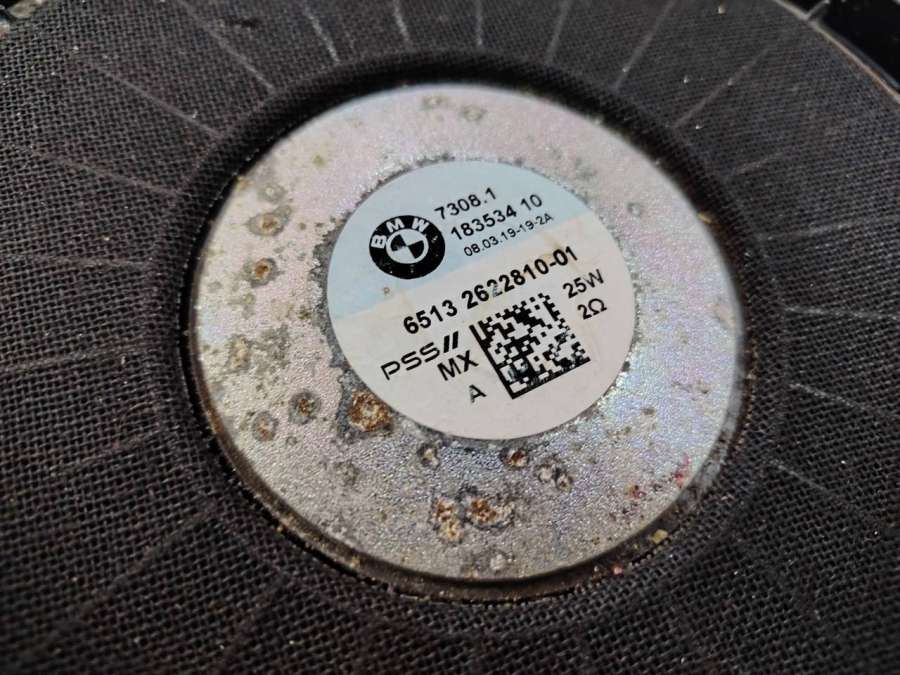 BMW
7308.1
183534 10
08.03.19-19-2A
6513 2622810-01
25W
2Ω
PSS//
MX
A